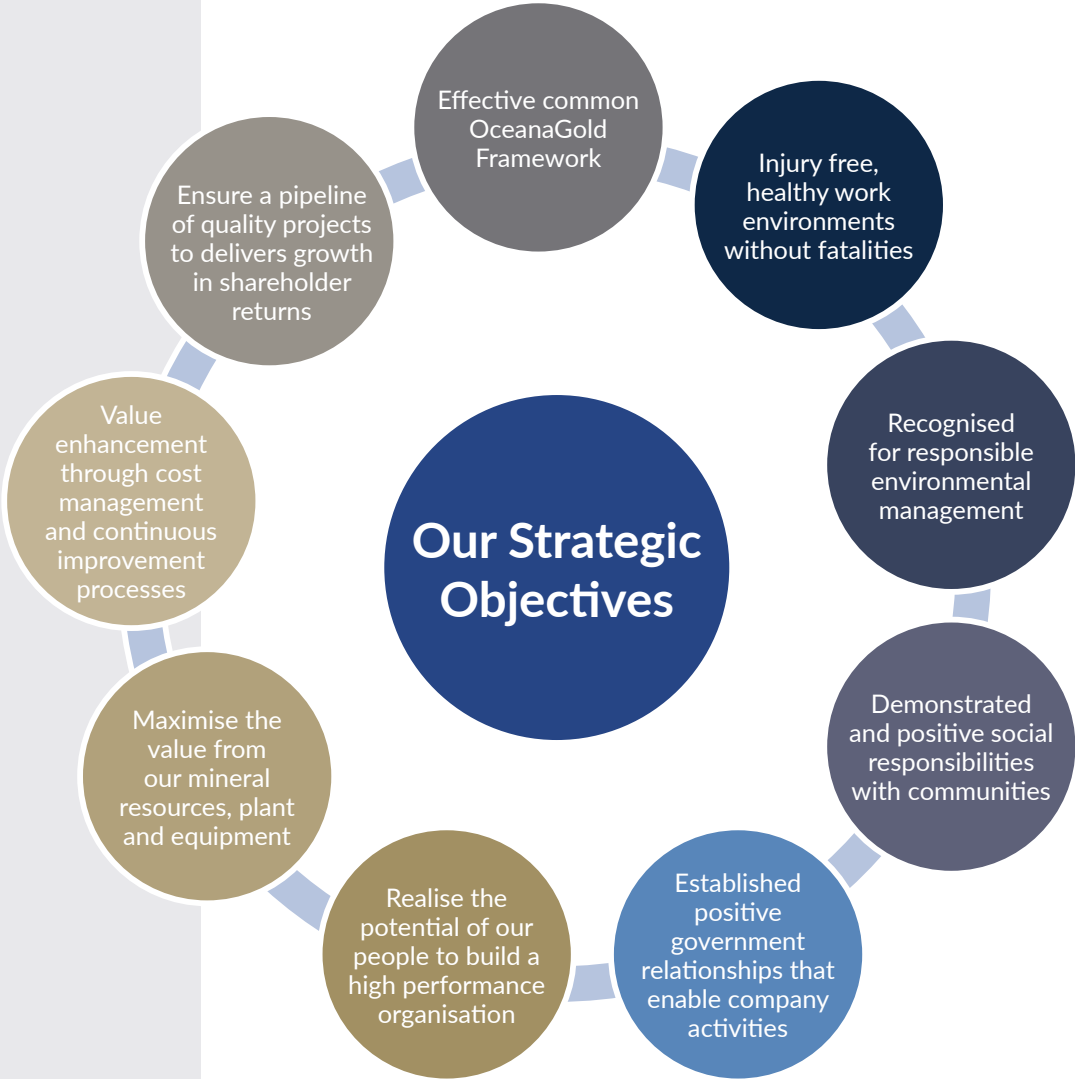 Effective common
OceanaGold
Framework
Injury free,
healthy work
environments
without fatalities
Recognised
for responsible
environmental
management
Demonstrated
and positive social
responsibilities
with communities
Established
positive
government
relationships that
enable company
activities
Realise the
potential of our
people to build a
high performance
organisation
Maximise the
value from
our mineral
resources, plant
and equipment
Value
enhancement
through cost
management
and continuous
improvement
processes
Ensure a pipeline
of quality projects
to delivers growth
in shareholder
returns
Our Strategic
Objectives